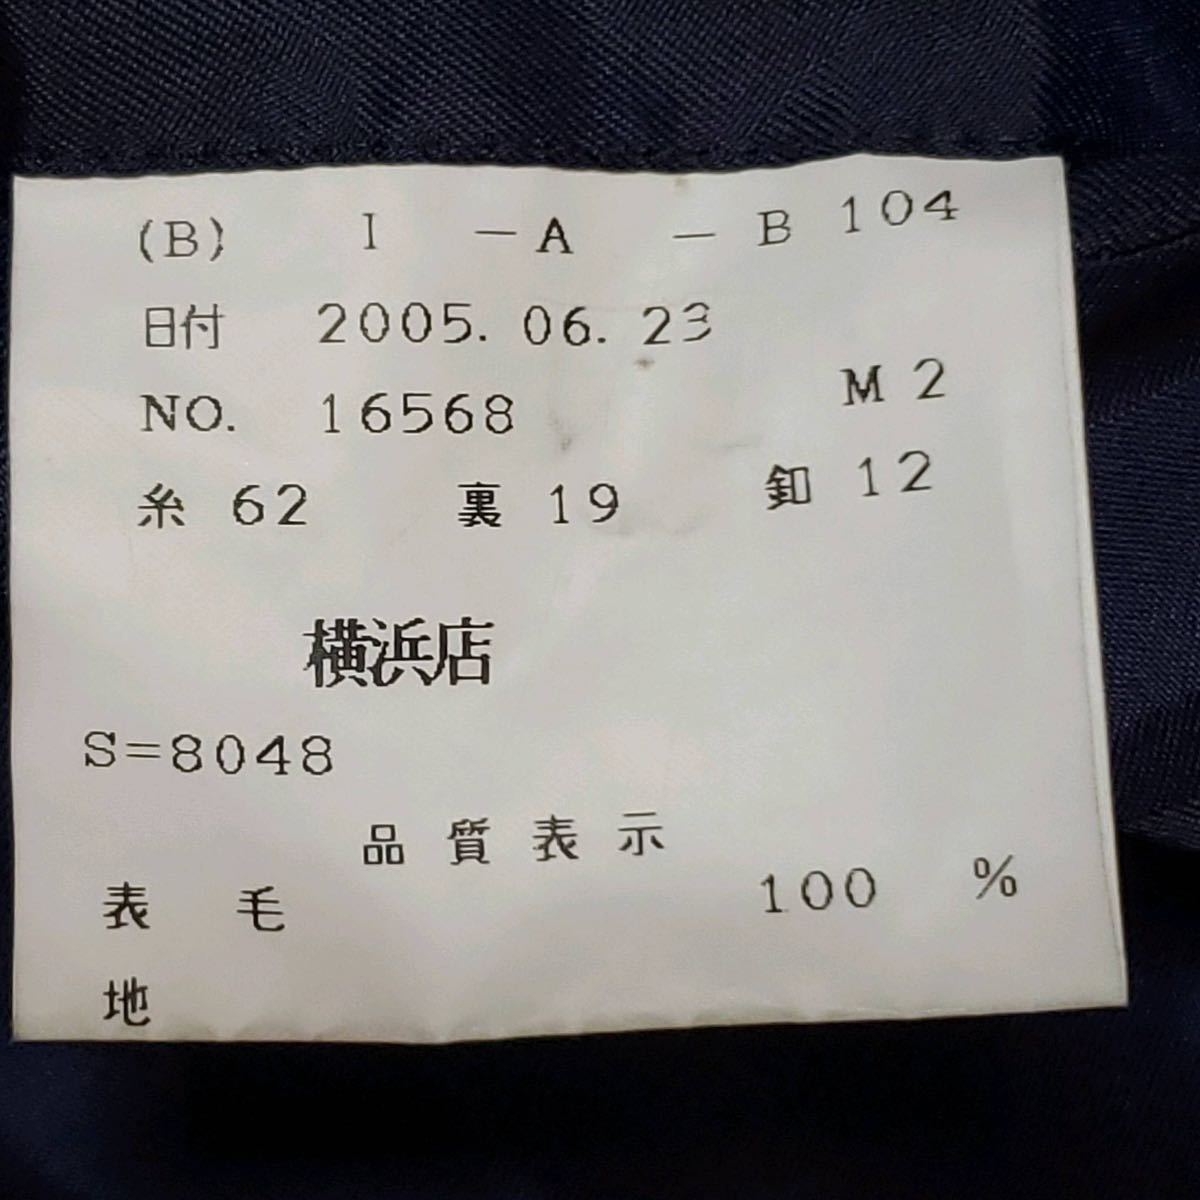 (B) I －A －B 104
日付 2005. 06. 23
NO. 16568 M 2
糸 62 裏 19 釦 12
横浜店
S=8048
品質表示
表 毛 100 %
地